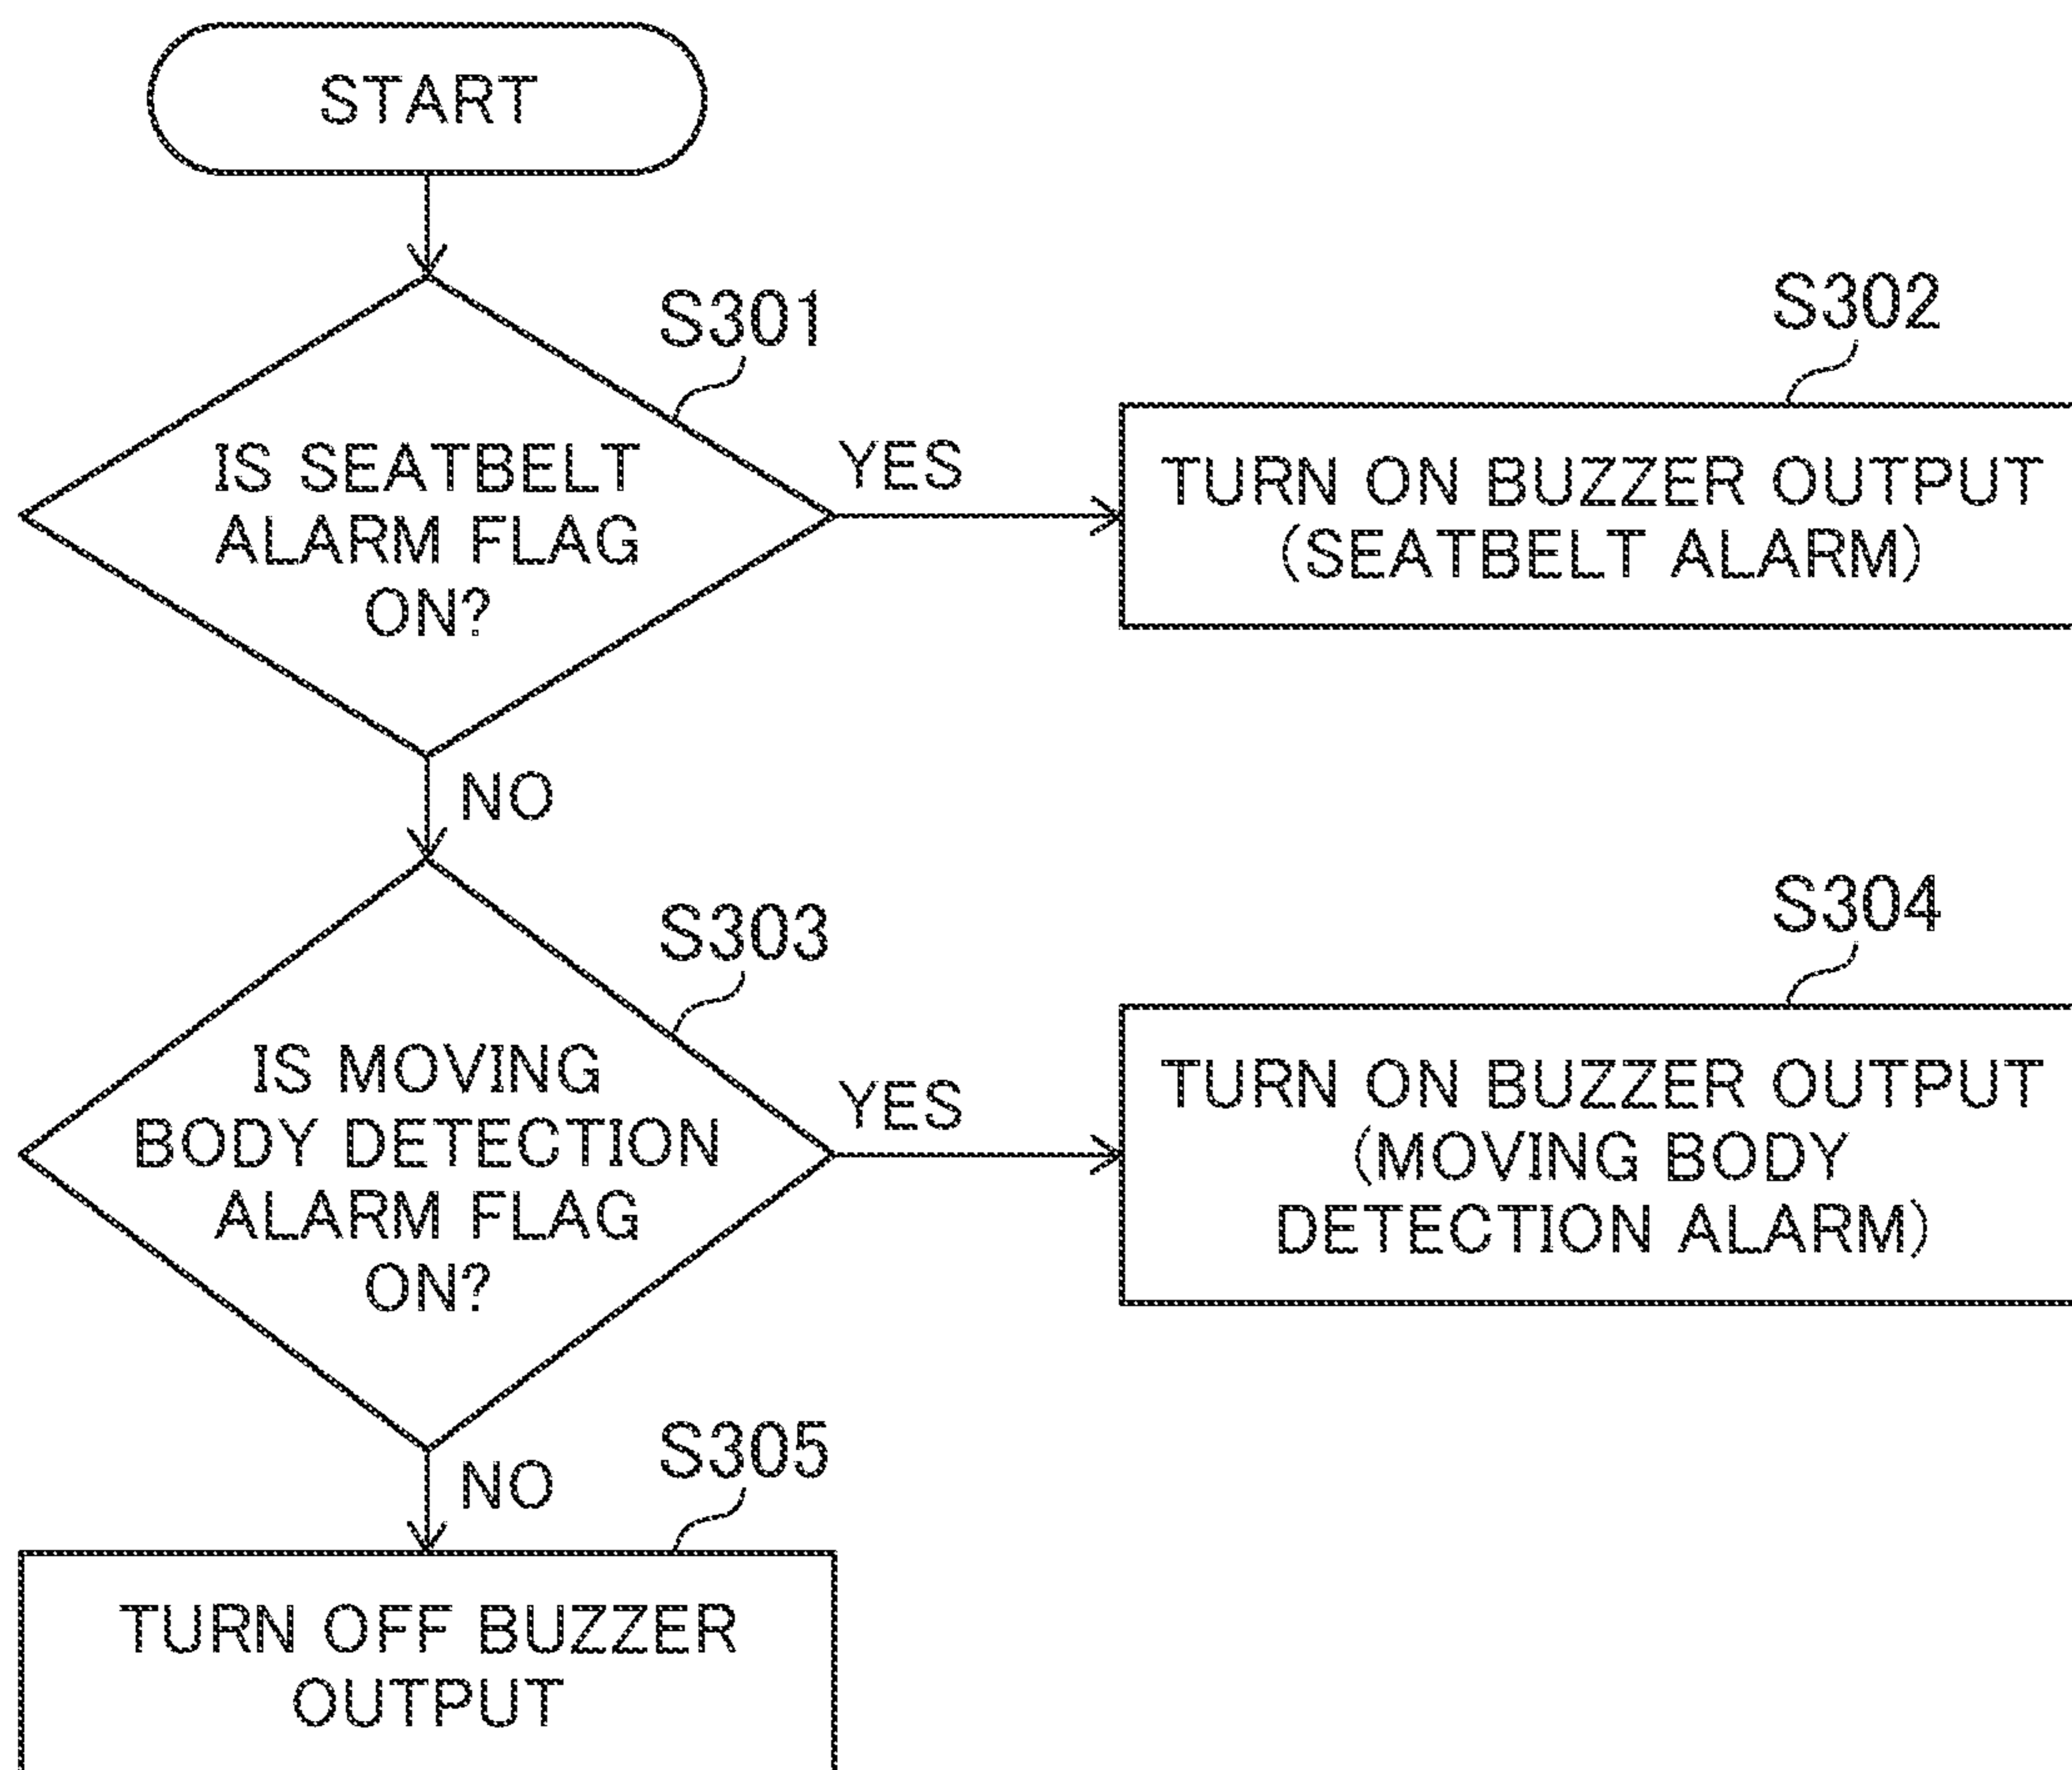 START
S301
IS SEATBELT
ALARM FLAG
ON?
YES
S302
TURN ON BUZZER OUTPUT
(SEATBELT ALARM)
NO
S303
IS MOVING
BODY DETECTION
ALARM FLAG
ON?
YES
S304
TURN ON BUZZER OUTPUT
(MOVING BODY
DETECTION ALARM)
NO
S305
TURN OFF BUZZER
OUTPUT